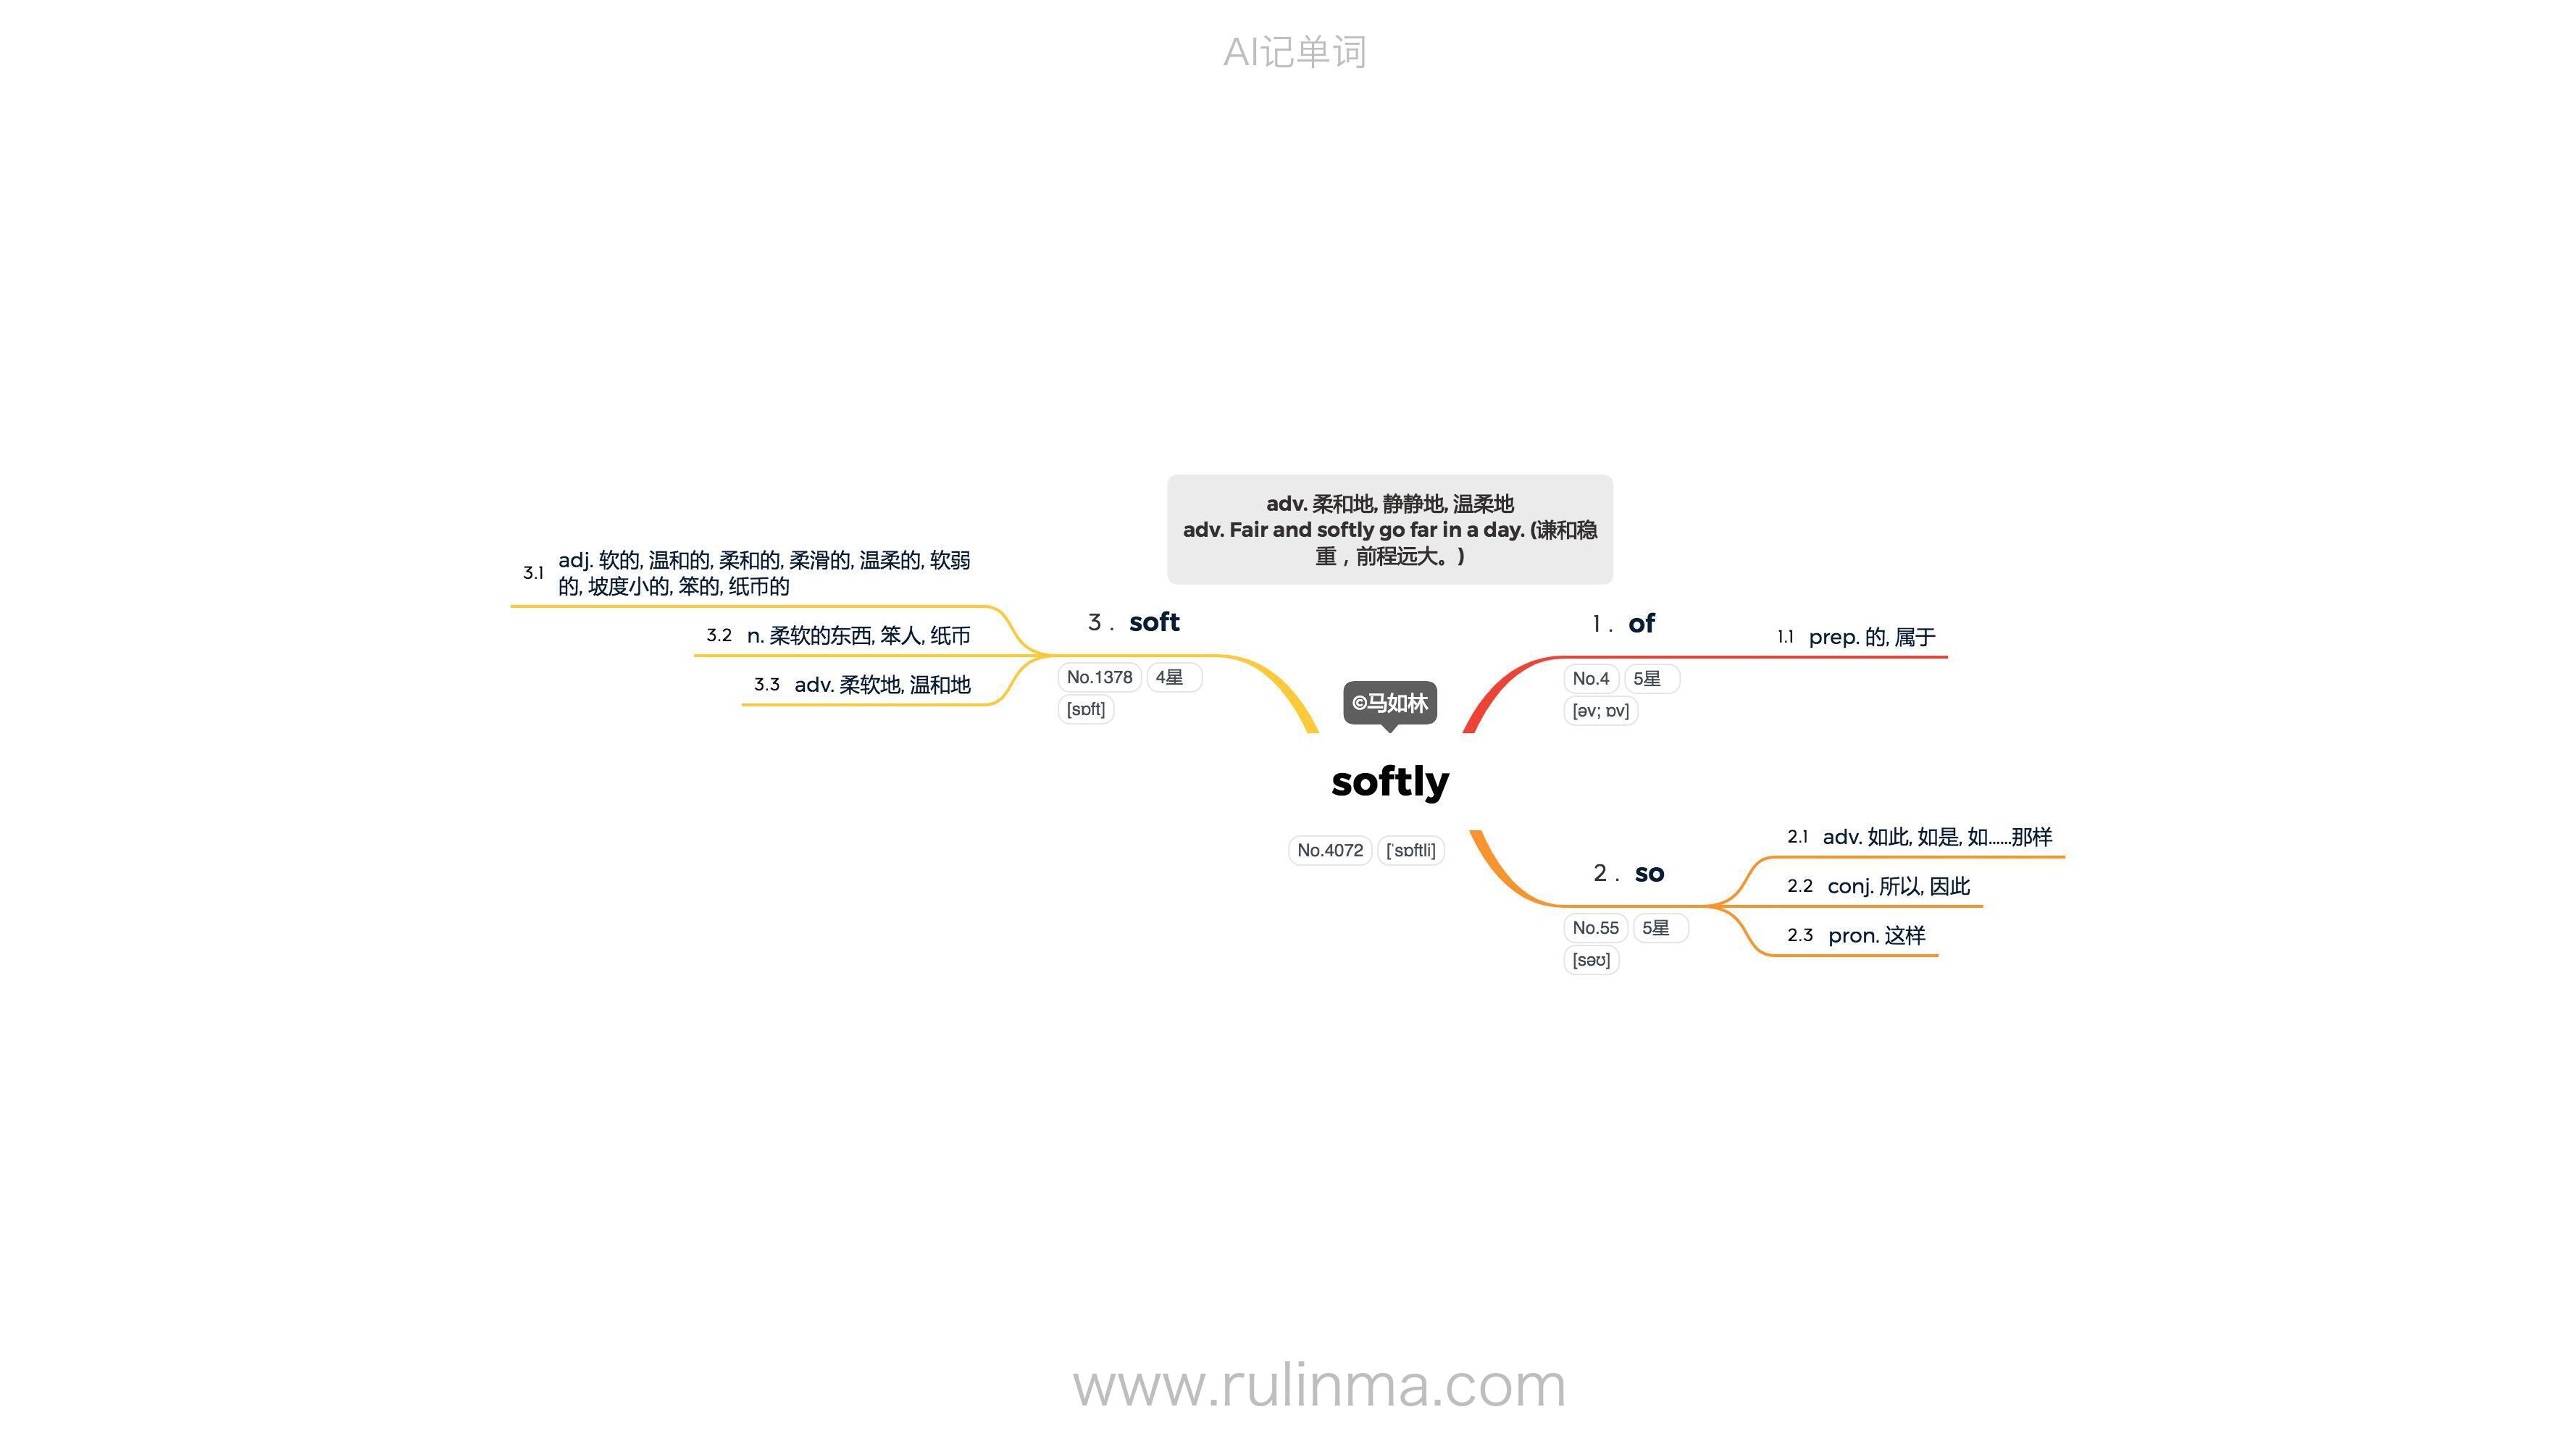 AI记单词
adv. 柔和地, 静静地, 温柔地
adv. Fair and softly go far in a day. (谦和稳
重，前程远大。)
©马如林
softly
No.4072 [ˈsɒftli]
1. of
No.4 5星
[əv; ɒv]
1.1 prep. 的, 属于
2. so
No.55 5星
[səʊ]
2.1 adv. 如此, 如是, 如……那样
2.2 conj. 所以, 因此
2.3 pron. 这样
3. soft
No.1378 4星
[sɒft]
3.1 adj. 软的, 温和的, 柔和的, 柔滑的, 温柔的, 软弱
的, 坡度小的, 笨的, 纸币的
3.2 n. 柔软的东西, 笨人, 纸币
3.3 adv. 柔软地, 温和地
www.rulinma.com